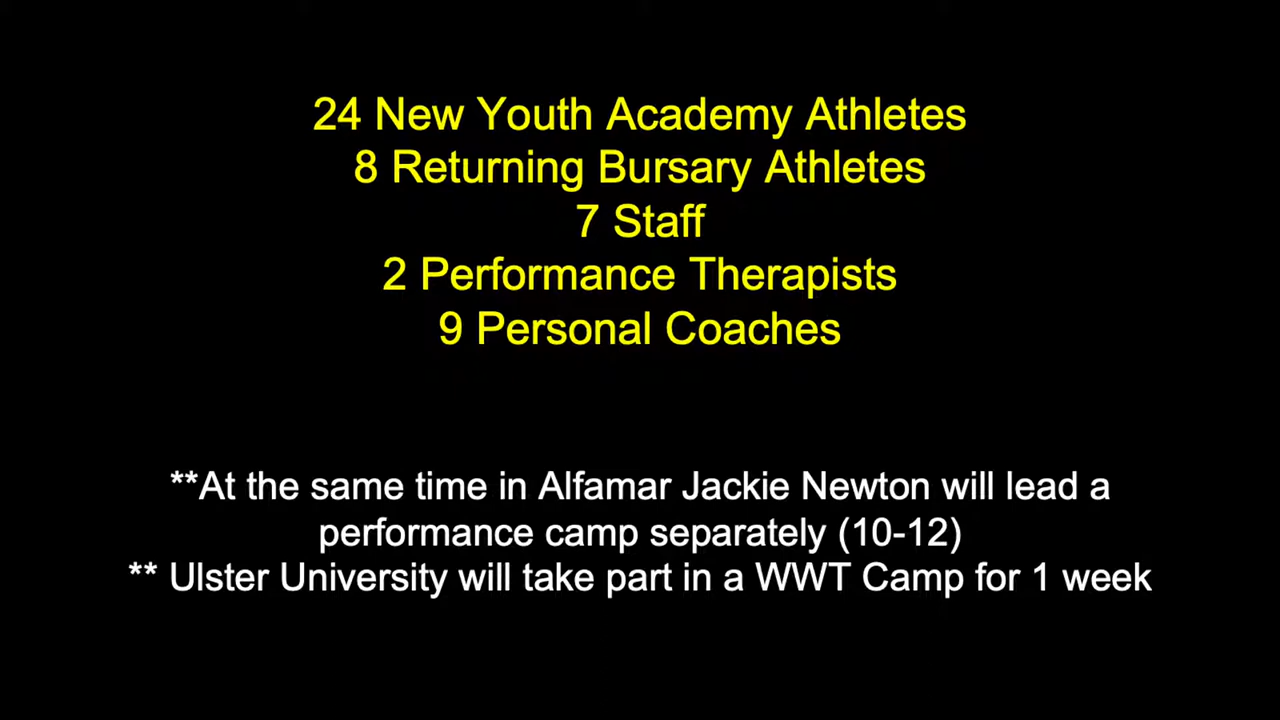 24 New Youth Academy Athletes
8 Returning Bursary Athletes
7 Staff
2 Performance Therapists
9 Personal Coaches
**At the same time in Alfamar Jackie Newton will lead a
performance camp separately (10-12)
** Ulster University will take part in a WWT Camp for 1 week